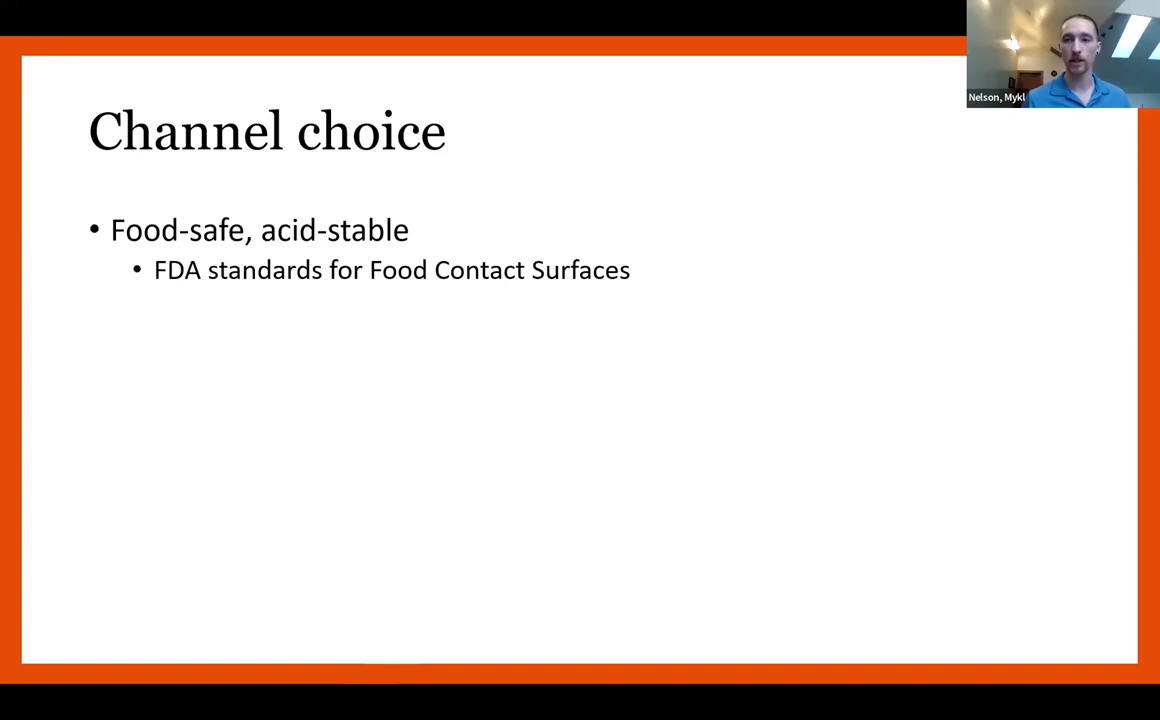 Nelson, Mykl
Channel choice
• Food-safe, acid-stable
• FDA standards for Food Contact Surfaces